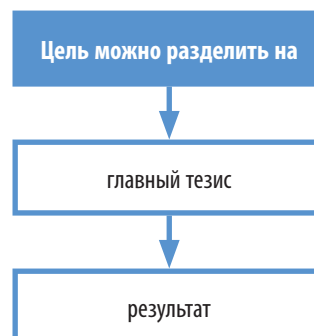 Цель можно разделить на
главный тезис
результат